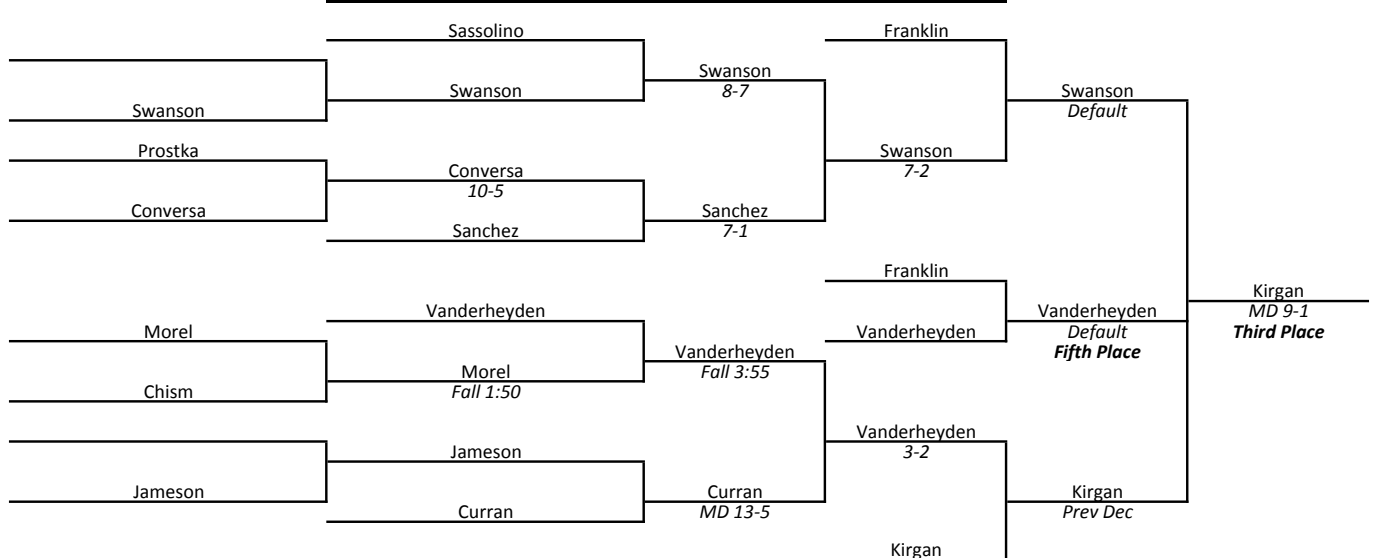 Sassolino
Franklin
Swanson
8-7
Swanson
Swanson
Default
Swanson
Prostka
Swanson
7-2
Conversa
10-5
Conversa
Sanchez
7-1
Sanchez
Franklin
Kirgan
MD 9-1
Third Place
Vanderheyden
Vanderheyden
Default
Fifth Place
Morel
Vanderheyden
Vanderheyden
Fall 3:55
Morel
Fall 1:50
Chism
Vanderheyden
3-2
Jameson
Jameson
Curran
MD 13-5
Kirgan
Prev Dec
Curran
Kirgan